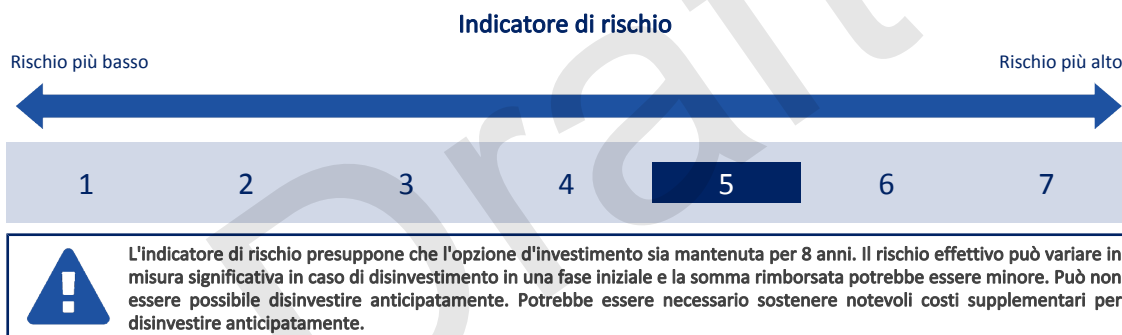 Indicatore di rischio
Rischio più basso
Rischio più alto
1 2 3 4 5 6 7
L'indicatore di rischio presuppone che l'opzione d'investimento sia mantenuta per 8 anni. Il rischio effettivo può variare in
misura significativa in caso di disinvestimento in una fase iniziale e la somma rimborsata potrebbe essere minore. Può non
essere possibile disinvestire anticipatamente. Potrebbe essere necessario sostenere notevoli costi supplementari per
disinvestire anticipatamente.
Draft